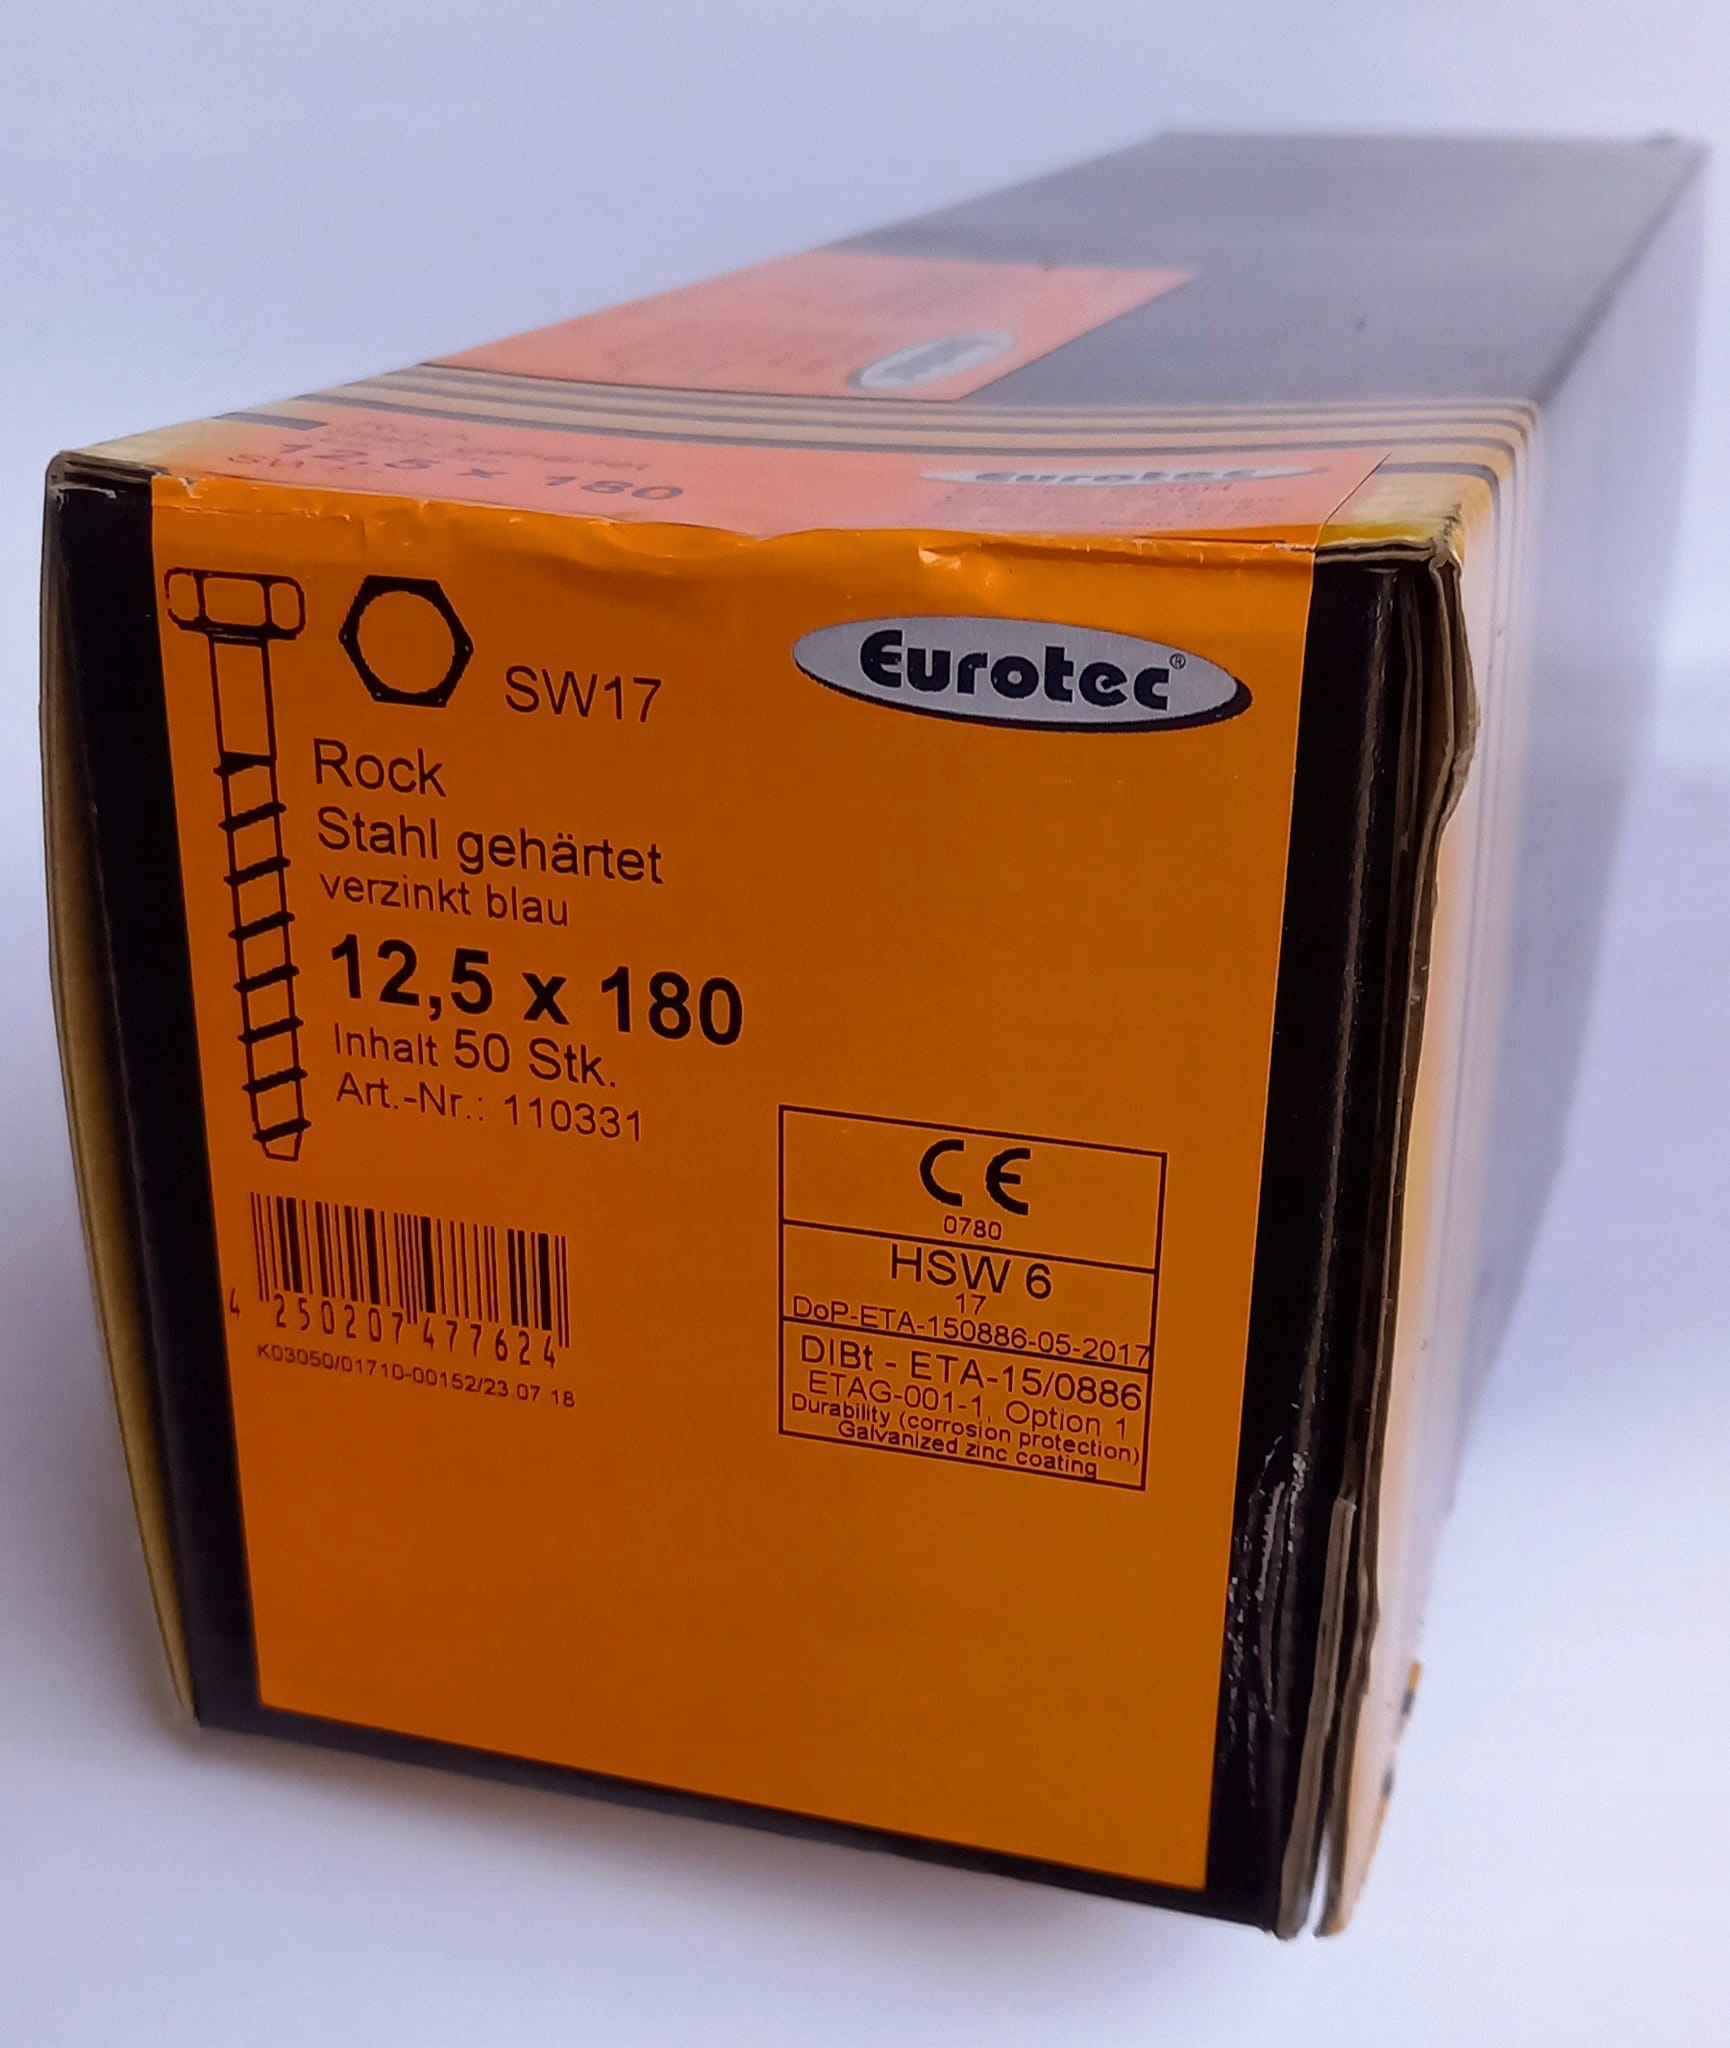 12,5 x 180
Eurotec
SW17
Eurotec®
Rock
Stahl gehärtet
verzinkt blau
12,5 x 180
Inhalt 50 Stk.
Art.-Nr.: 110331
4 250207 477624
K03050/01710-00152/23 07 18
CE
0780
HSW 6
17
DoP-ETA-150886-05-2017
DIBt - ETA-15/0886
ETAG-001-1, Option 1
Durability (corrosion protection)
Galvanized zinc coating